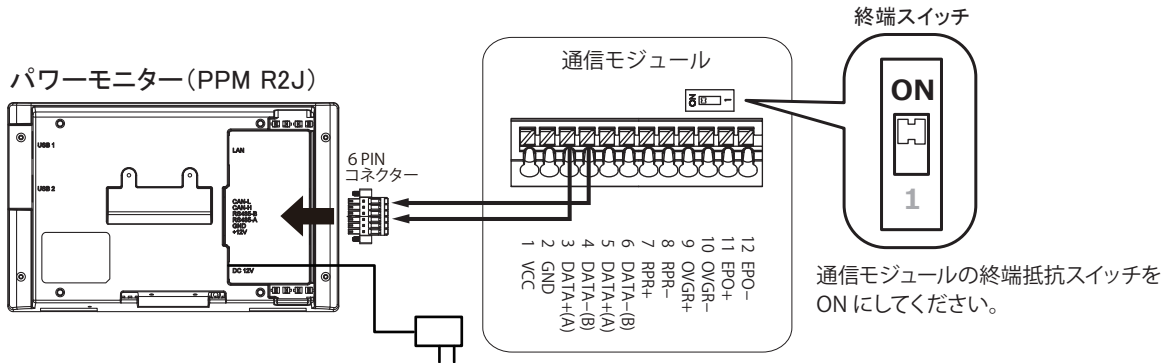 終端スイッチ
通信モジュール
ON 1
ON
1
パワーモニター(PPM R2J)
USB 1
USB 2
LAN
CAN-L
CAN-H
RS485-B
RS485-A
GND
+12V
DC 12V
6 PIN
コネクター
1 VCC
2 GND
3 DATA+(A)
4 DATA−(B)
5 DATA+(A)
6 DATA−(B)
7 RPR+
8 RPR−
9 OVGR+
10 OVGR−
11 EPO+
12 EPO−
通信モジュールの終端抵抗スイッチを
ON にしてください。